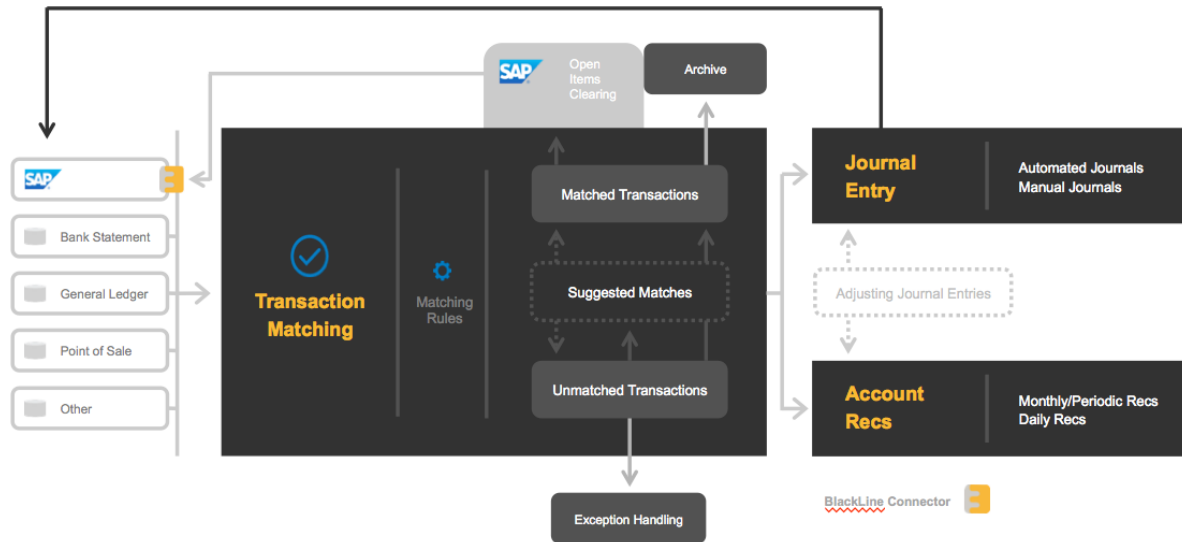 SAP
Open
Items
Clearing
Archive
SAP
Bank Statement
General Ledger
Point of Sale
Other
Transaction
Matching
Matching
Rules
Matched Transactions
Suggested Matches
Unmatched Transactions
Exception Handling
Journal
Entry
Automated Journals
Manual Journals
Adjusting Journal Entries
Account
Recs
Monthly/Periodic Recs
Daily Recs
BlackLine Connector